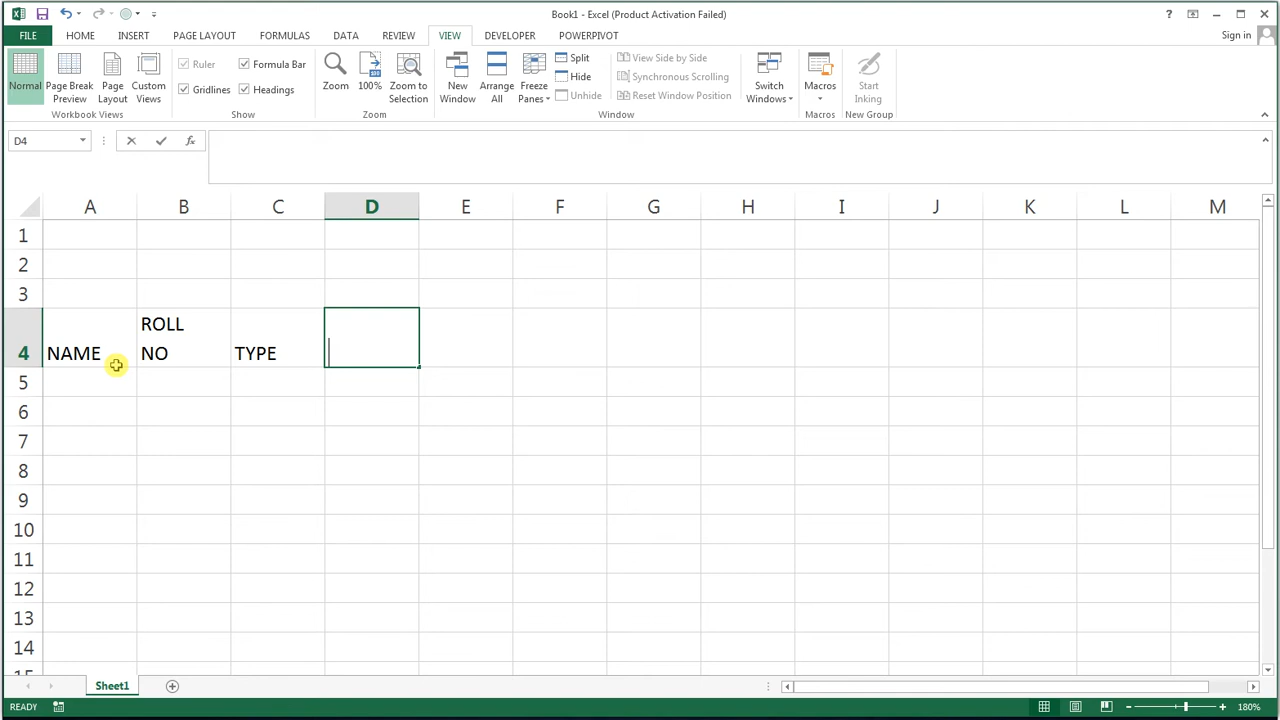 Book1 - Excel (Product Activation Failed)
?
FILE HOME INSERT PAGE LAYOUT FORMULAS DATA REVIEW VIEW DEVELOPER POWERPIVOT Sign in
Normal
Page Break
Preview
Page
Layout
Custom
Views
Workbook Views
Ruler
Formula Bar
Gridlines
Headings
Show
Zoom
100%
Zoom to
Selection
Zoom
New
Window
Arrange
All
Freeze
Panes
Split
Hide
Unhide
View Side by Side
Synchronous Scrolling
Reset Window Position
Window
Switch
Windows
Macros
Macros
Start
Inking
New Group
D4
fx
A B C D E F G H I J K L M
1
2
3
ROLL
4 NAME NO TYPE
5
6
7
8
9
10
11
12
13
14
15
Sheet1
READY
180%